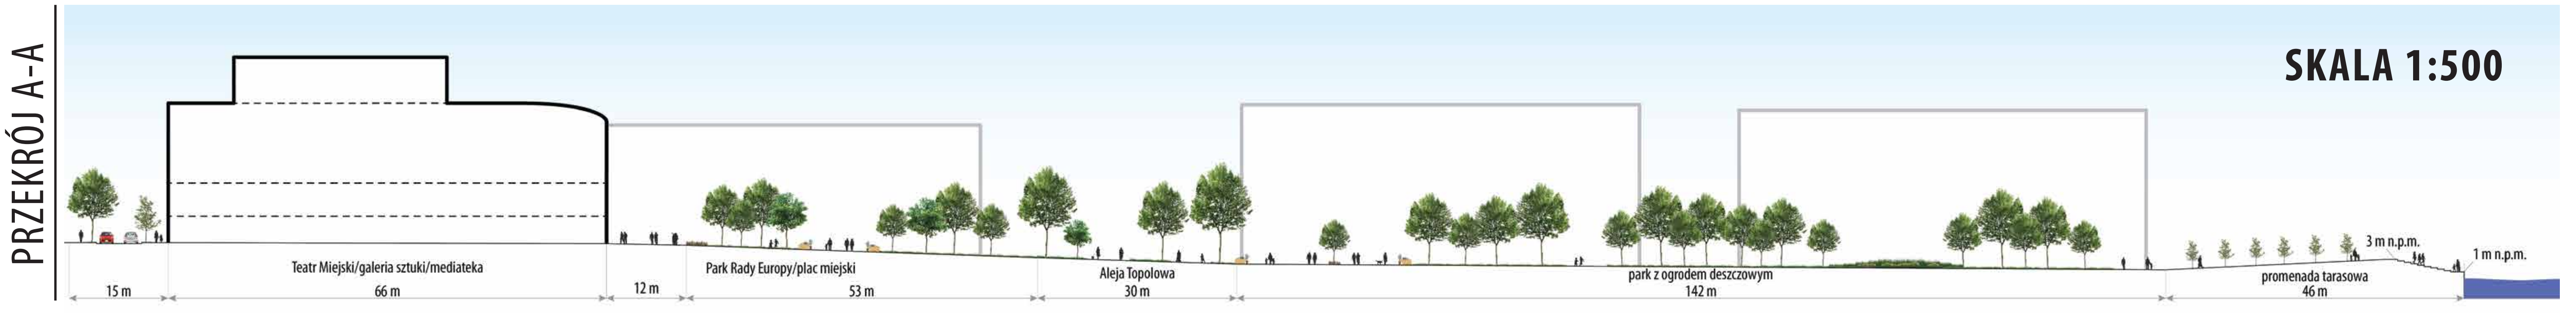 PRZEKRÓJ A-A
SKALA 1:500
3 m n.p.m.
1 m n.p.m.
Teatr Miejski/galeria sztuki/mediateka
Park Rady Europy/plac miejski
Aleja Topolowa
park z ogrodem deszczowym
promenada tarasowa
15 m
66 m
12 m
53 m
30 m
142 m
46 m